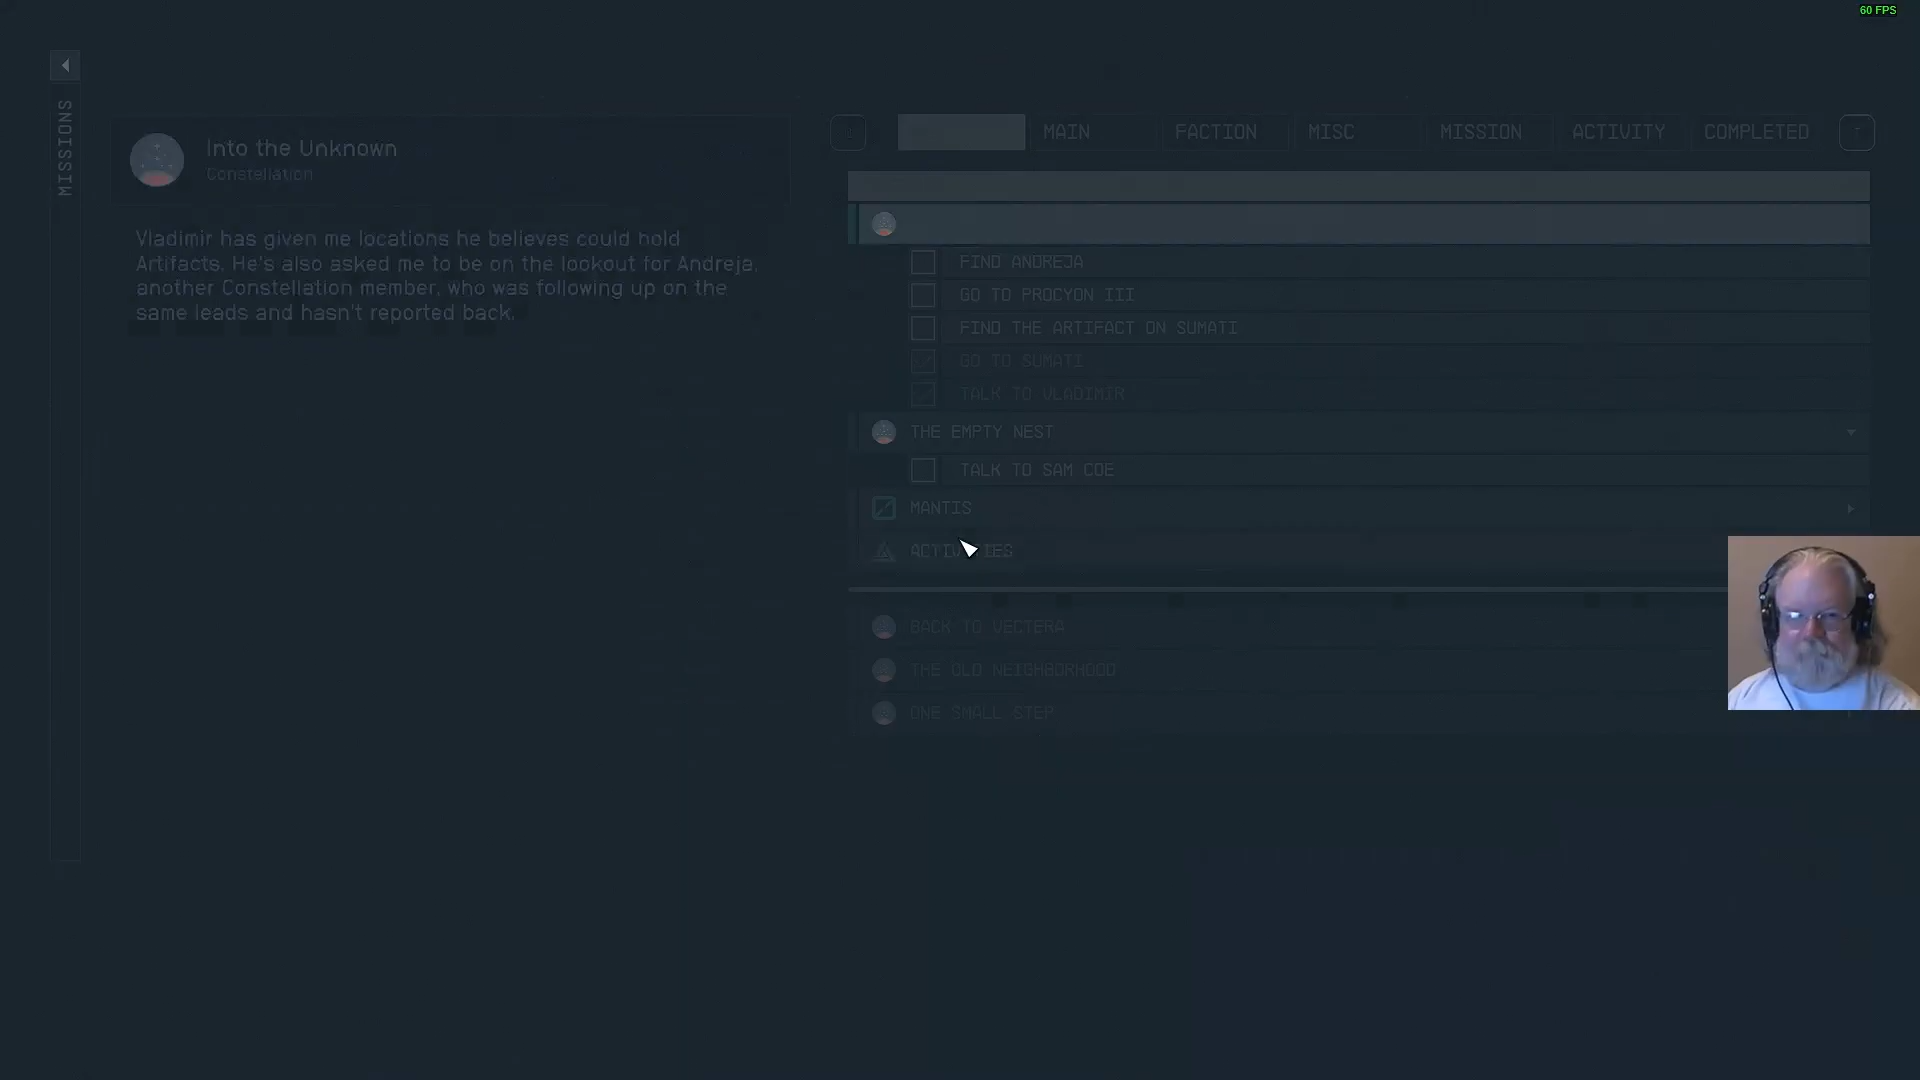 60 FPS
MISSIONS
Into the Unknown
Constellation
Vladimir has given me locations he believes could hold
Artifacts. He's also asked me to be on the lookout for Andreja,
another Constellation member, who was following up on the
same leads and hasn't reported back.
MAIN
FACTION
MISC
MISSION
ACTIVITY
COMPLETED
FIND ANDREJA
GO TO PROCYON III
FIND THE ARTIFACT ON SUMATI
GO TO SUMATI
TALK TO VLADIMIR
THE EMPTY NEST
TALK TO SAM COE
MANTIS
ACTIVITIES
BACK TO VECTERA
THE OLD NEIGHBORHOOD
ONE SMALL STEP